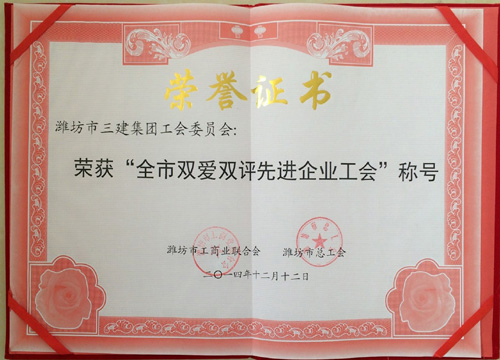 荣誉证书
潍坊市三建集团工会委员会:
荣获“全市双爱双评先进企业工会”称号
潍坊市工商业联合会 潍坊市总工会
二〇一四年十二月十二日